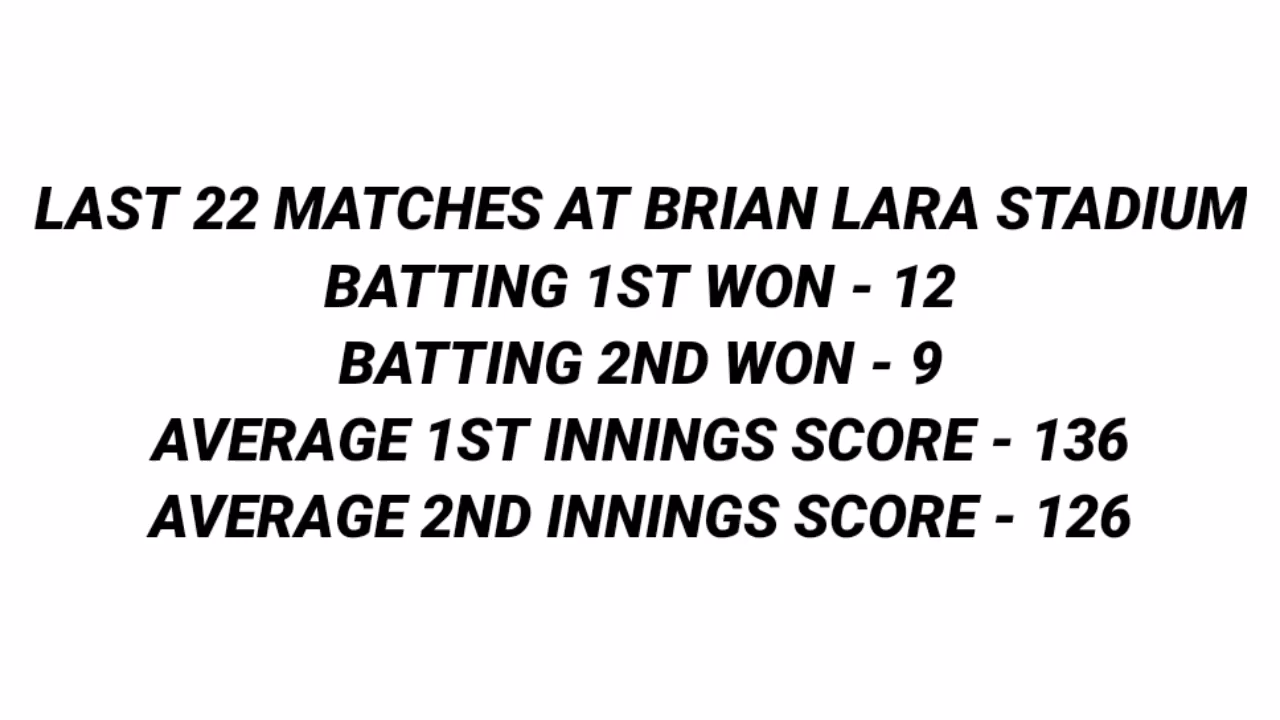 LAST 22 MATCHES AT BRIAN LARA STADIUM
BATTING 1ST WON - 12
BATTING 2ND WON - 9
AVERAGE 1ST INNINGS SCORE - 136
AVERAGE 2ND INNINGS SCORE - 126